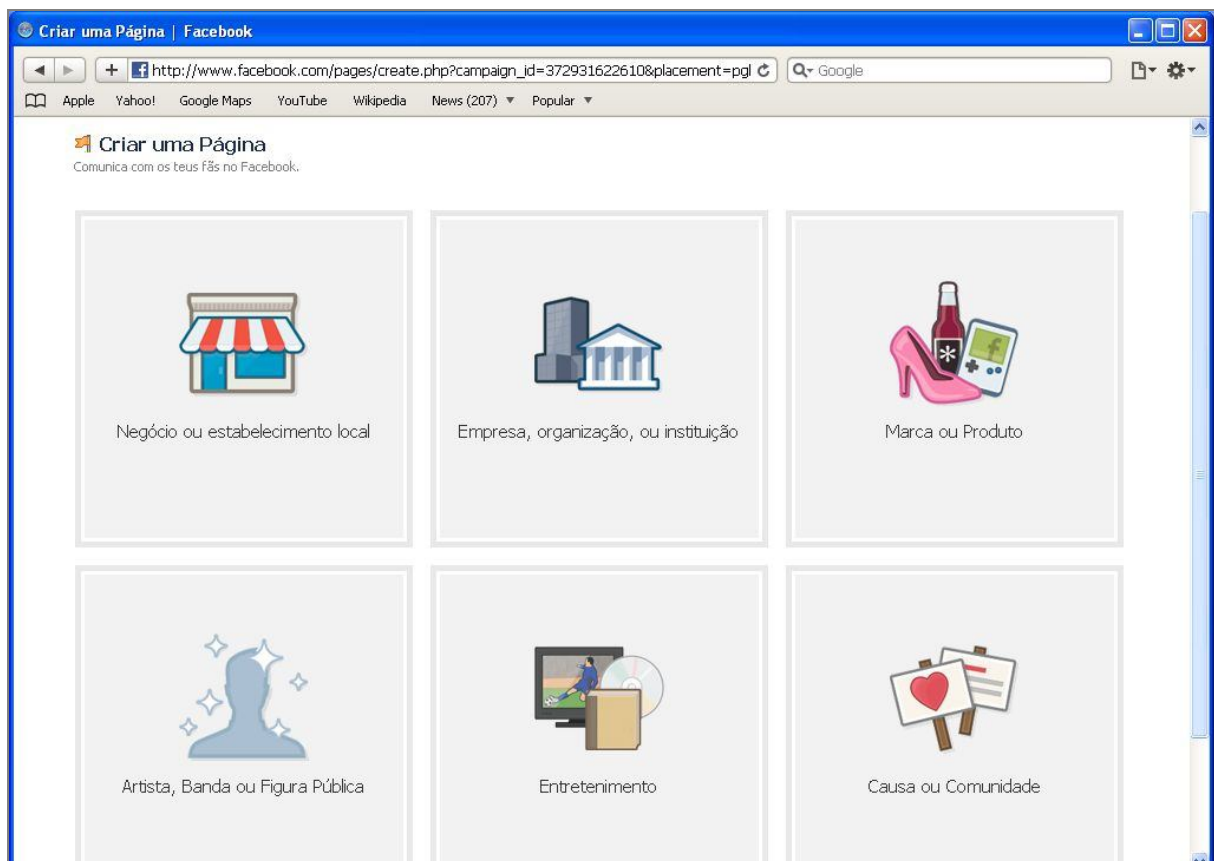 Criar uma Página | Facebook
http://www.facebook.com/pages/create.php?campaign_id=372931622610&placement=pgl
Google
Apple Yahoo! Google Maps YouTube Wikipedia News (207) Popular
Criar uma Página
Comunica com os teus fãs no Facebook.
Negócio ou estabelecimento local
Empresa, organização, ou instituição
Marca ou Produto
Artista, Banda ou Figura Pública
Entretenimento
Causa ou Comunidade